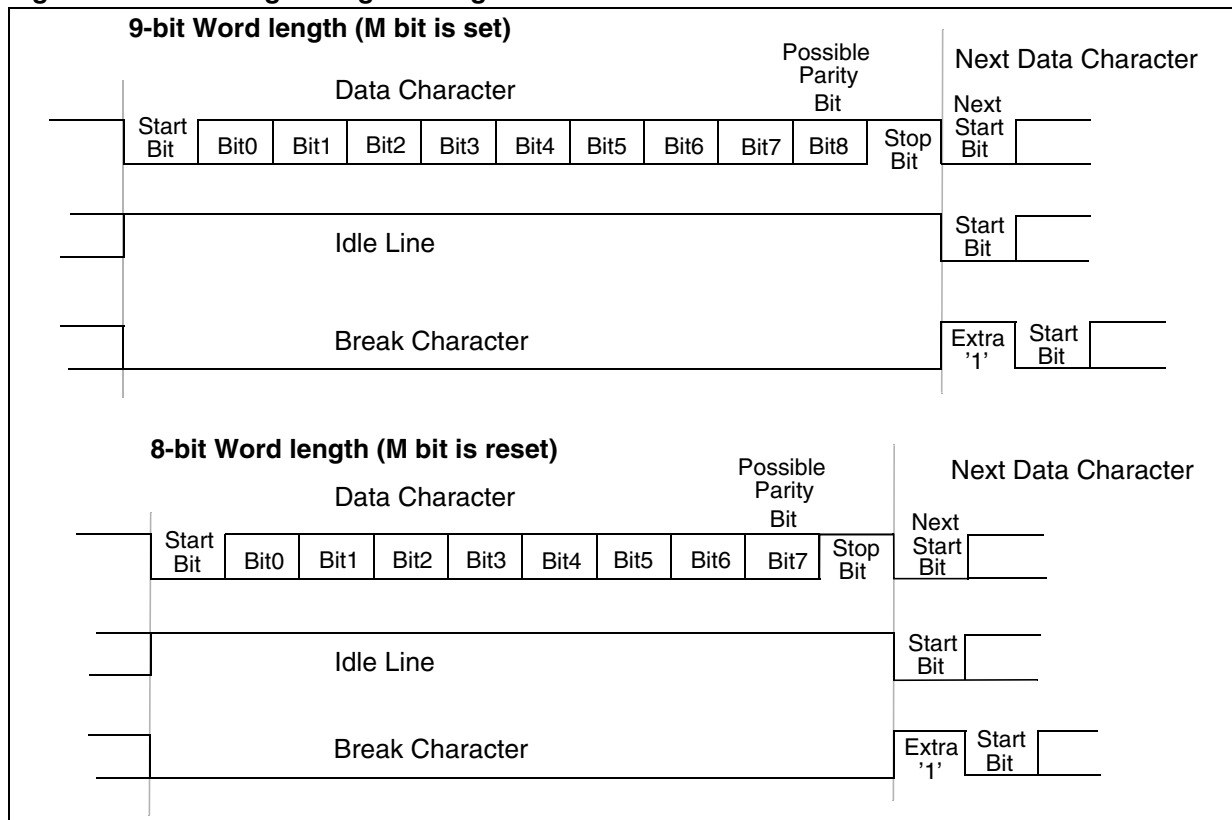 9-bit Word length (M bit is set)
Possible
Parity
Bit
Next Data Character
Data Character
Start
Bit
Bit0
Bit1
Bit2
Bit3
Bit4
Bit5
Bit6
Bit7
Bit8
Stop
Bit
Next
Start
Bit
Idle Line
Start
Bit
Break Character
Extra
'1'
Start
Bit
8-bit Word length (M bit is reset)
Possible
Parity
Bit
Next Data Character
Data Character
Start
Bit
Bit0
Bit1
Bit2
Bit3
Bit4
Bit5
Bit6
Bit7
Stop
Bit
Next
Start
Bit
Idle Line
Start
Bit
Break Character
Extra
'1'
Start
Bit